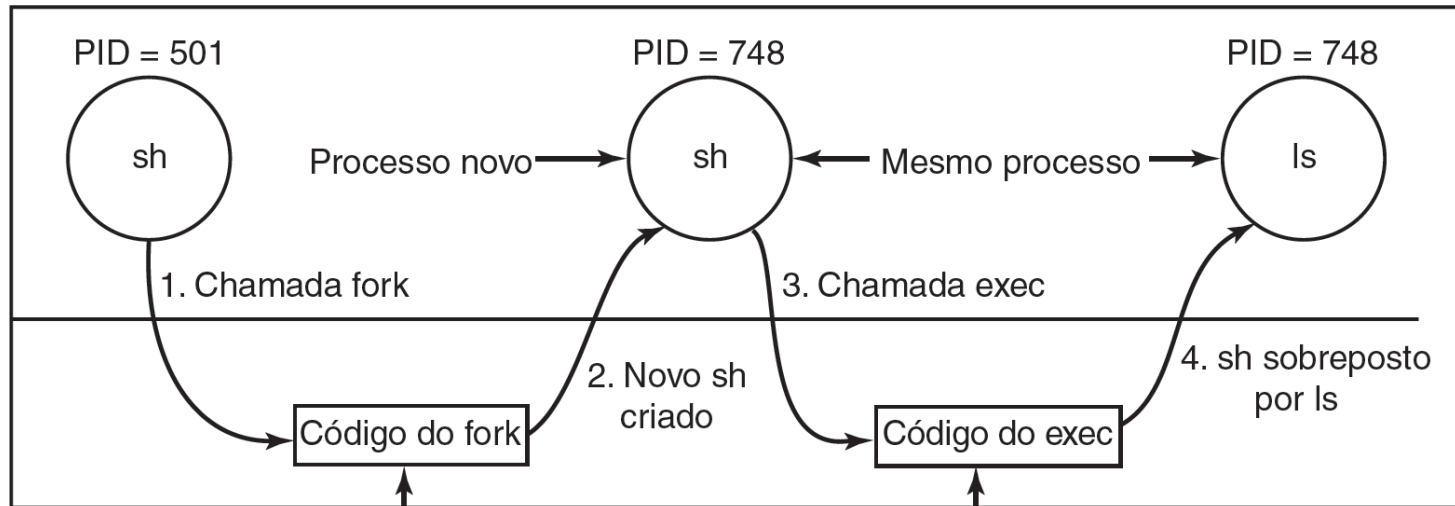 PID = 501
PID = 748
PID = 748
sh
Processo novo
sh
Mesmo processo
ls
1. Chamada fork
3. Chamada exec
2. Novo sh
criado
4. sh sobreposto
por ls
Código do fork
Código do exec